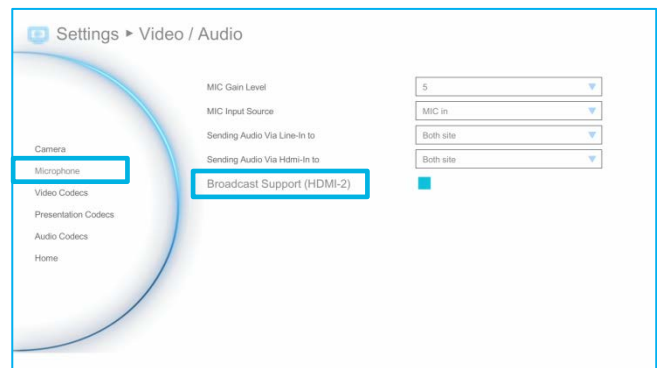 Settings ▸ Video / Audio
MIC Gain Level 5
MIC Input Source MIC in
Sending Audio Via Line-In to Both site
Sending Audio Via Hdmi-In to Both site
Broadcast Support (HDMI-2)
Camera
Microphone
Video Codecs
Presentation Codecs
Audio Codecs
Home